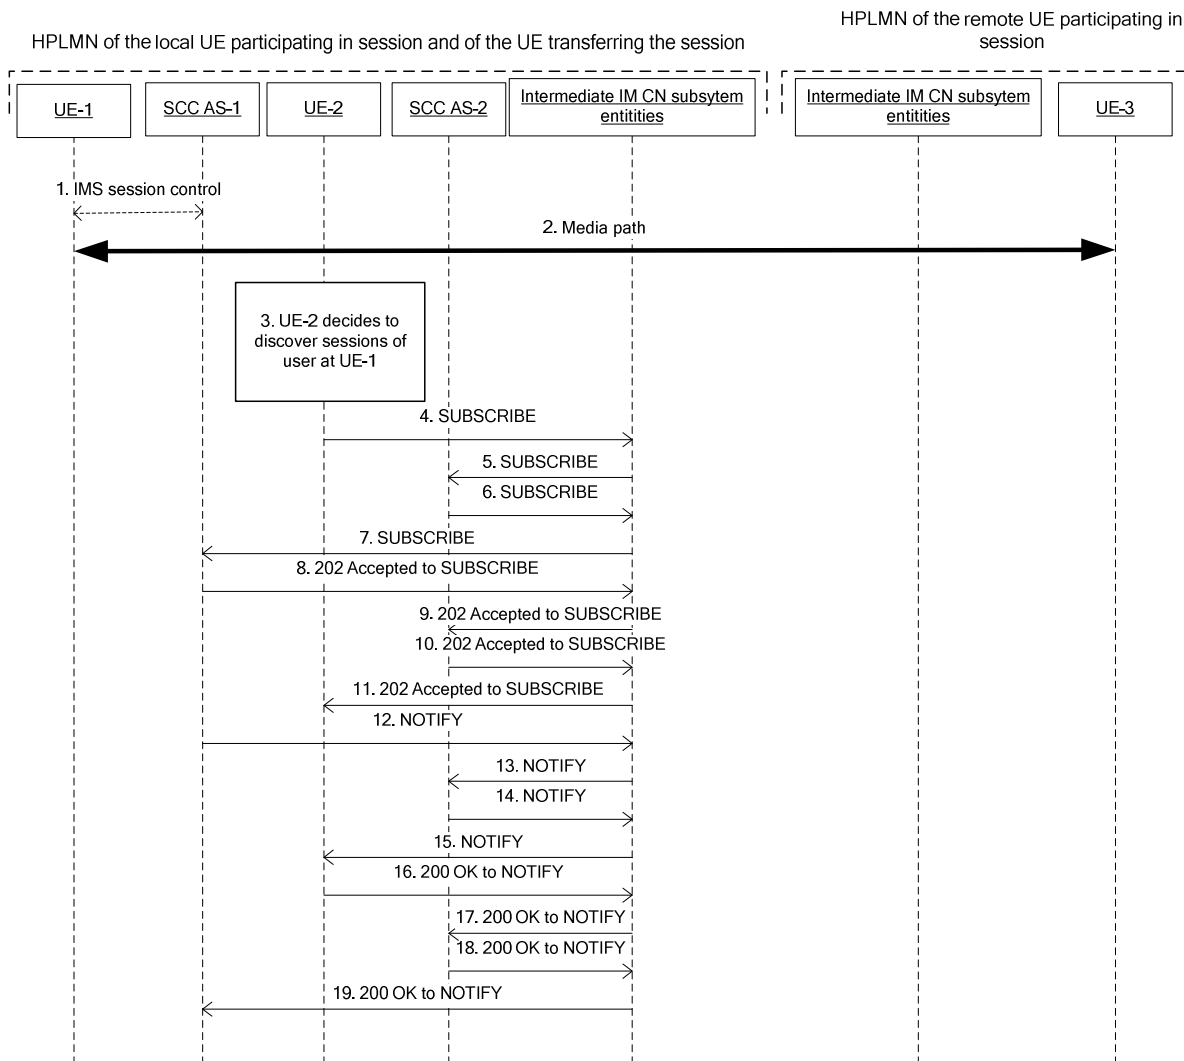 HPLMN of the local UE participating in session and of the UE transferring the session
HPLMN of the remote UE participating in
session
UE-1
SCC AS-1
UE-2
SCC AS-2
Intermediate IM CN subsytem
entitities
Intermediate IM CN subsytem
entitities
UE-3
1. IMS session control
2. Media path
3. UE-2 decides to
discover sessions of
user at UE-1
4. SUBSCRIBE
5. SUBSCRIBE
6. SUBSCRIBE
7. SUBSCRIBE
8. 202 Accepted to SUBSCRIBE
9. 202 Accepted to SUBSCRIBE
10. 202 Accepted to SUBSCRIBE
11. 202 Accepted to SUBSCRIBE
12. NOTIFY
13. NOTIFY
14. NOTIFY
15. NOTIFY
16. 200 OK to NOTIFY
17. 200 OK to NOTIFY
18. 200 OK to NOTIFY
19. 200 OK to NOTIFY